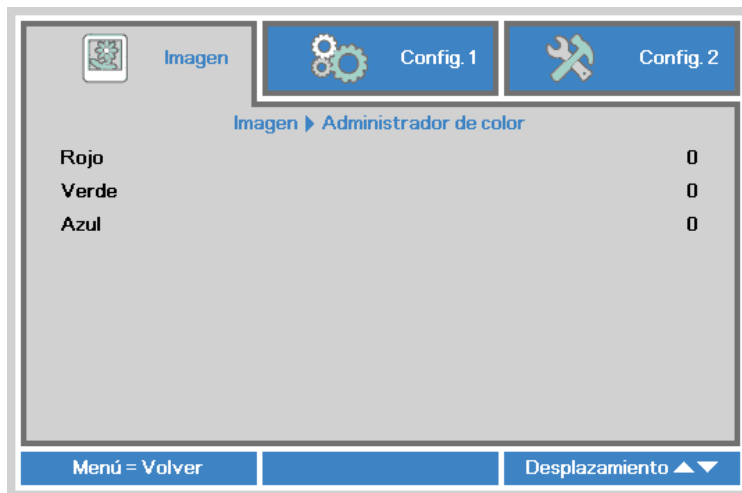 Imagen Config. 1 Config. 2
Imagen ▶ Administrador de color
Rojo 0
Verde 0
Azul 0
Menú = Volver Desplazamiento ▲▼